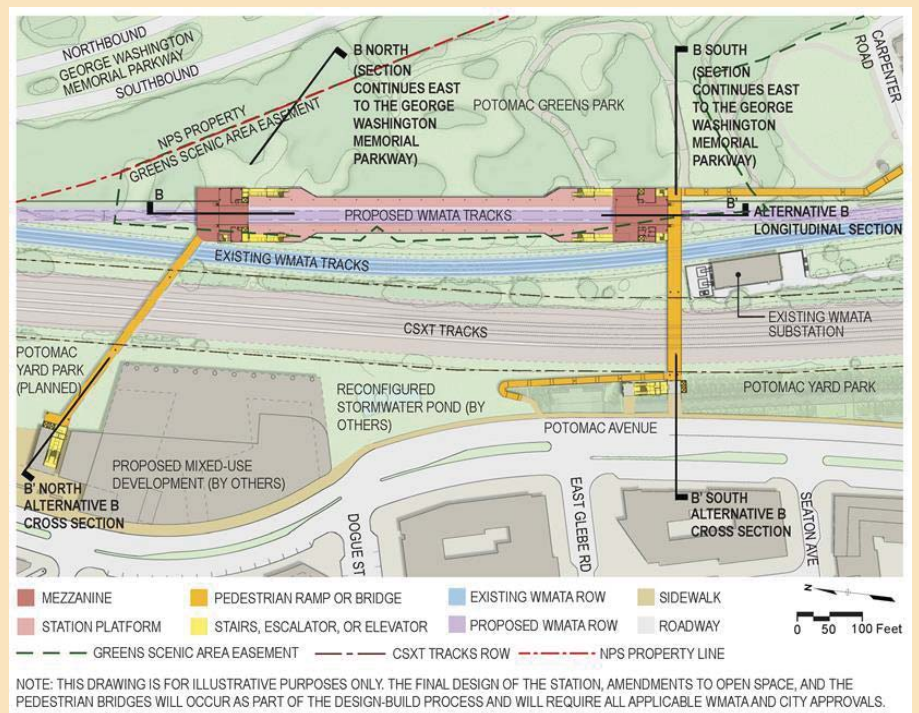 NORTHBOUND
GEORGE WASHINGTON
MEMORIAL PARKWAY
SOUTHBOUND
NPS PROPERTY
GREENS SCENIC AREA EASEMENT
B NORTH
(SECTION
CONTINUES EAST
TO THE GEORGE
WASHINGTON
MEMORIAL
PARKWAY)
POTOMAC GREENS PARK
B SOUTH
(SECTION
CONTINUES EAST
TO THE GEORGE
WASHINGTON
MEMORIAL
PARKWAY)
CARPENTER
ROAD
B
PROPOSED WMATA TRACKS
B'
ALTERNATIVE B
LONGITUDINAL SECTION
EXISTING WMATA TRACKS
CSXT TRACKS
EXISTING WMATA
SUBSTATION
POTOMAC
YARD PARK
(PLANNED)
RECONFIGURED
STORMWATER POND (BY
OTHERS)
POTOMAC YARD PARK
POTOMAC AVENUE
PROPOSED MIXED-USE
DEVELOPMENT (BY OTHERS)
B' NORTH
ALTERNATIVE B
CROSS SECTION
DOGUE ST
EAST GLEBE RD
B' SOUTH
ALTERNATIVE B
CROSS SECTION
SEATON AVE
MEZZANINE
PEDESTRIAN RAMP OR BRIDGE
EXISTING WMATA ROW
SIDEWALK
STATION PLATFORM
STAIRS, ESCALATOR, OR ELEVATOR
PROPOSED WMATA ROW
ROADWAY
N
0 50 100 Feet
GREENS SCENIC AREA EASEMENT
CSXT TRACKS ROW
NPS PROPERTY LINE
NOTE: THIS DRAWING IS FOR ILLUSTRATIVE PURPOSES ONLY. THE FINAL DESIGN OF THE STATION, AMENDMENTS TO OPEN SPACE, AND THE
PEDESTRIAN BRIDGES WILL OCCUR AS PART OF THE DESIGN-BUILD PROCESS AND WILL REQUIRE ALL APPLICABLE WMATA AND CITY APPROVALS.